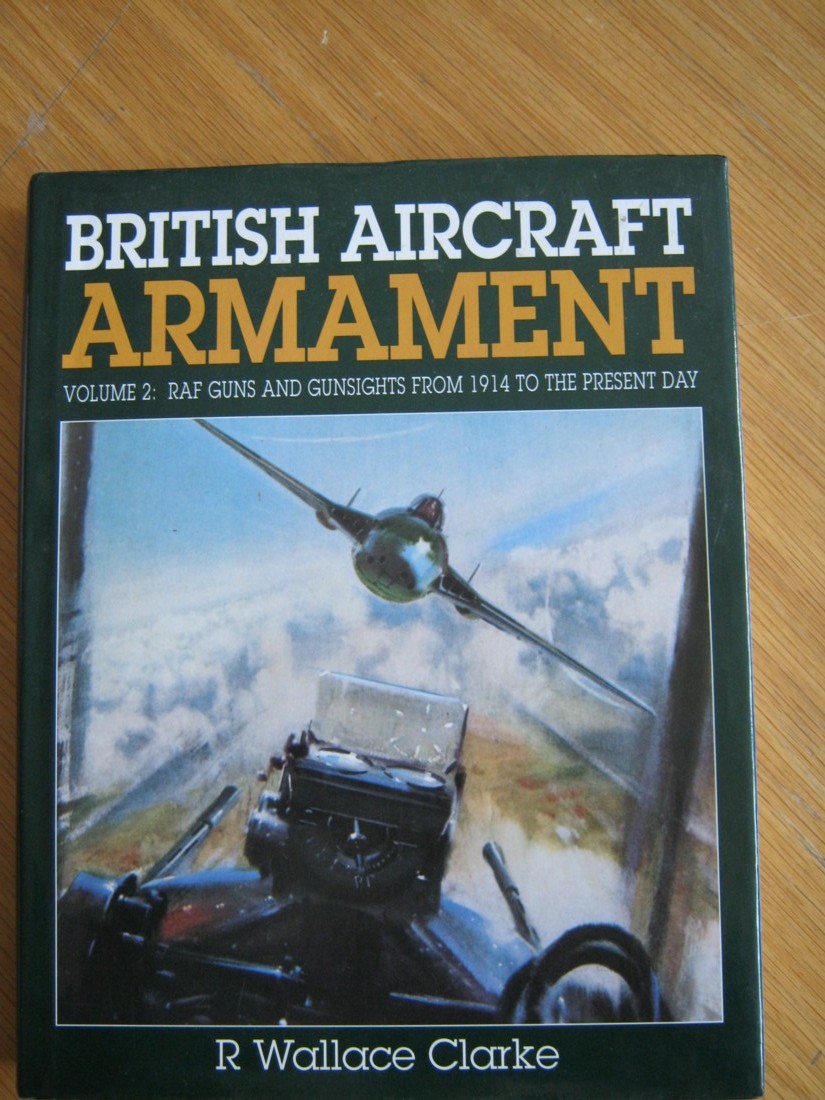 BRITISH AIRCRAFT
ARMAMENT
VOLUME 2: RAF GUNS AND GUNSIGHTS FROM 1914 TO THE PRESENT DAY
R Wallace Clarke